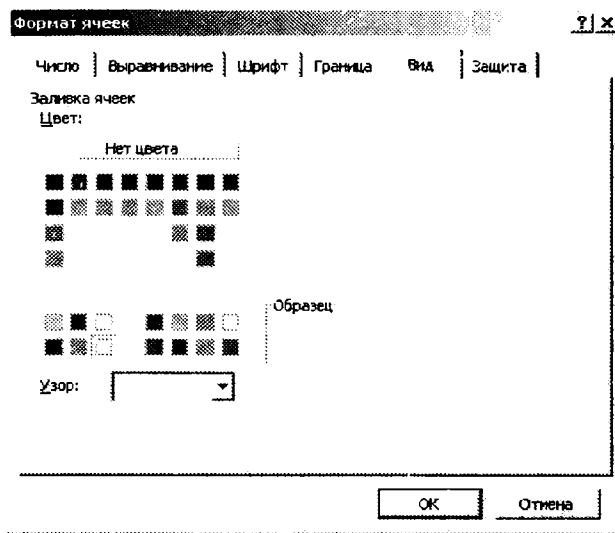 Формат ячеек
Число Выравнивание Шрифт Граница Вид Защита
Заливка ячеек
Цвет:
Нет цвета
Образец
Узор:
ОК Отмена